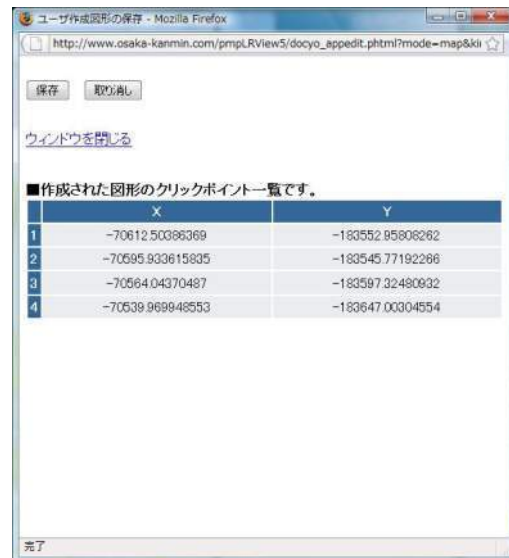 ユーザ作成図形の保存 - Mozilla Firefox
http://www.osaka-kanmin.com/pmpLRView5/docyo_appedit.phtml?mode=map&ki
保存 取り消し
ウィンドウを閉じる
■作成された図形のクリックポイント一覧です。
X Y
1 -70612.50386369 -183552.95808262
2 -70595.933615835 -183545.77192266
3 -70564.04370487 -183597.32480932
4 -70539.969948553 -183647.00304554
完了